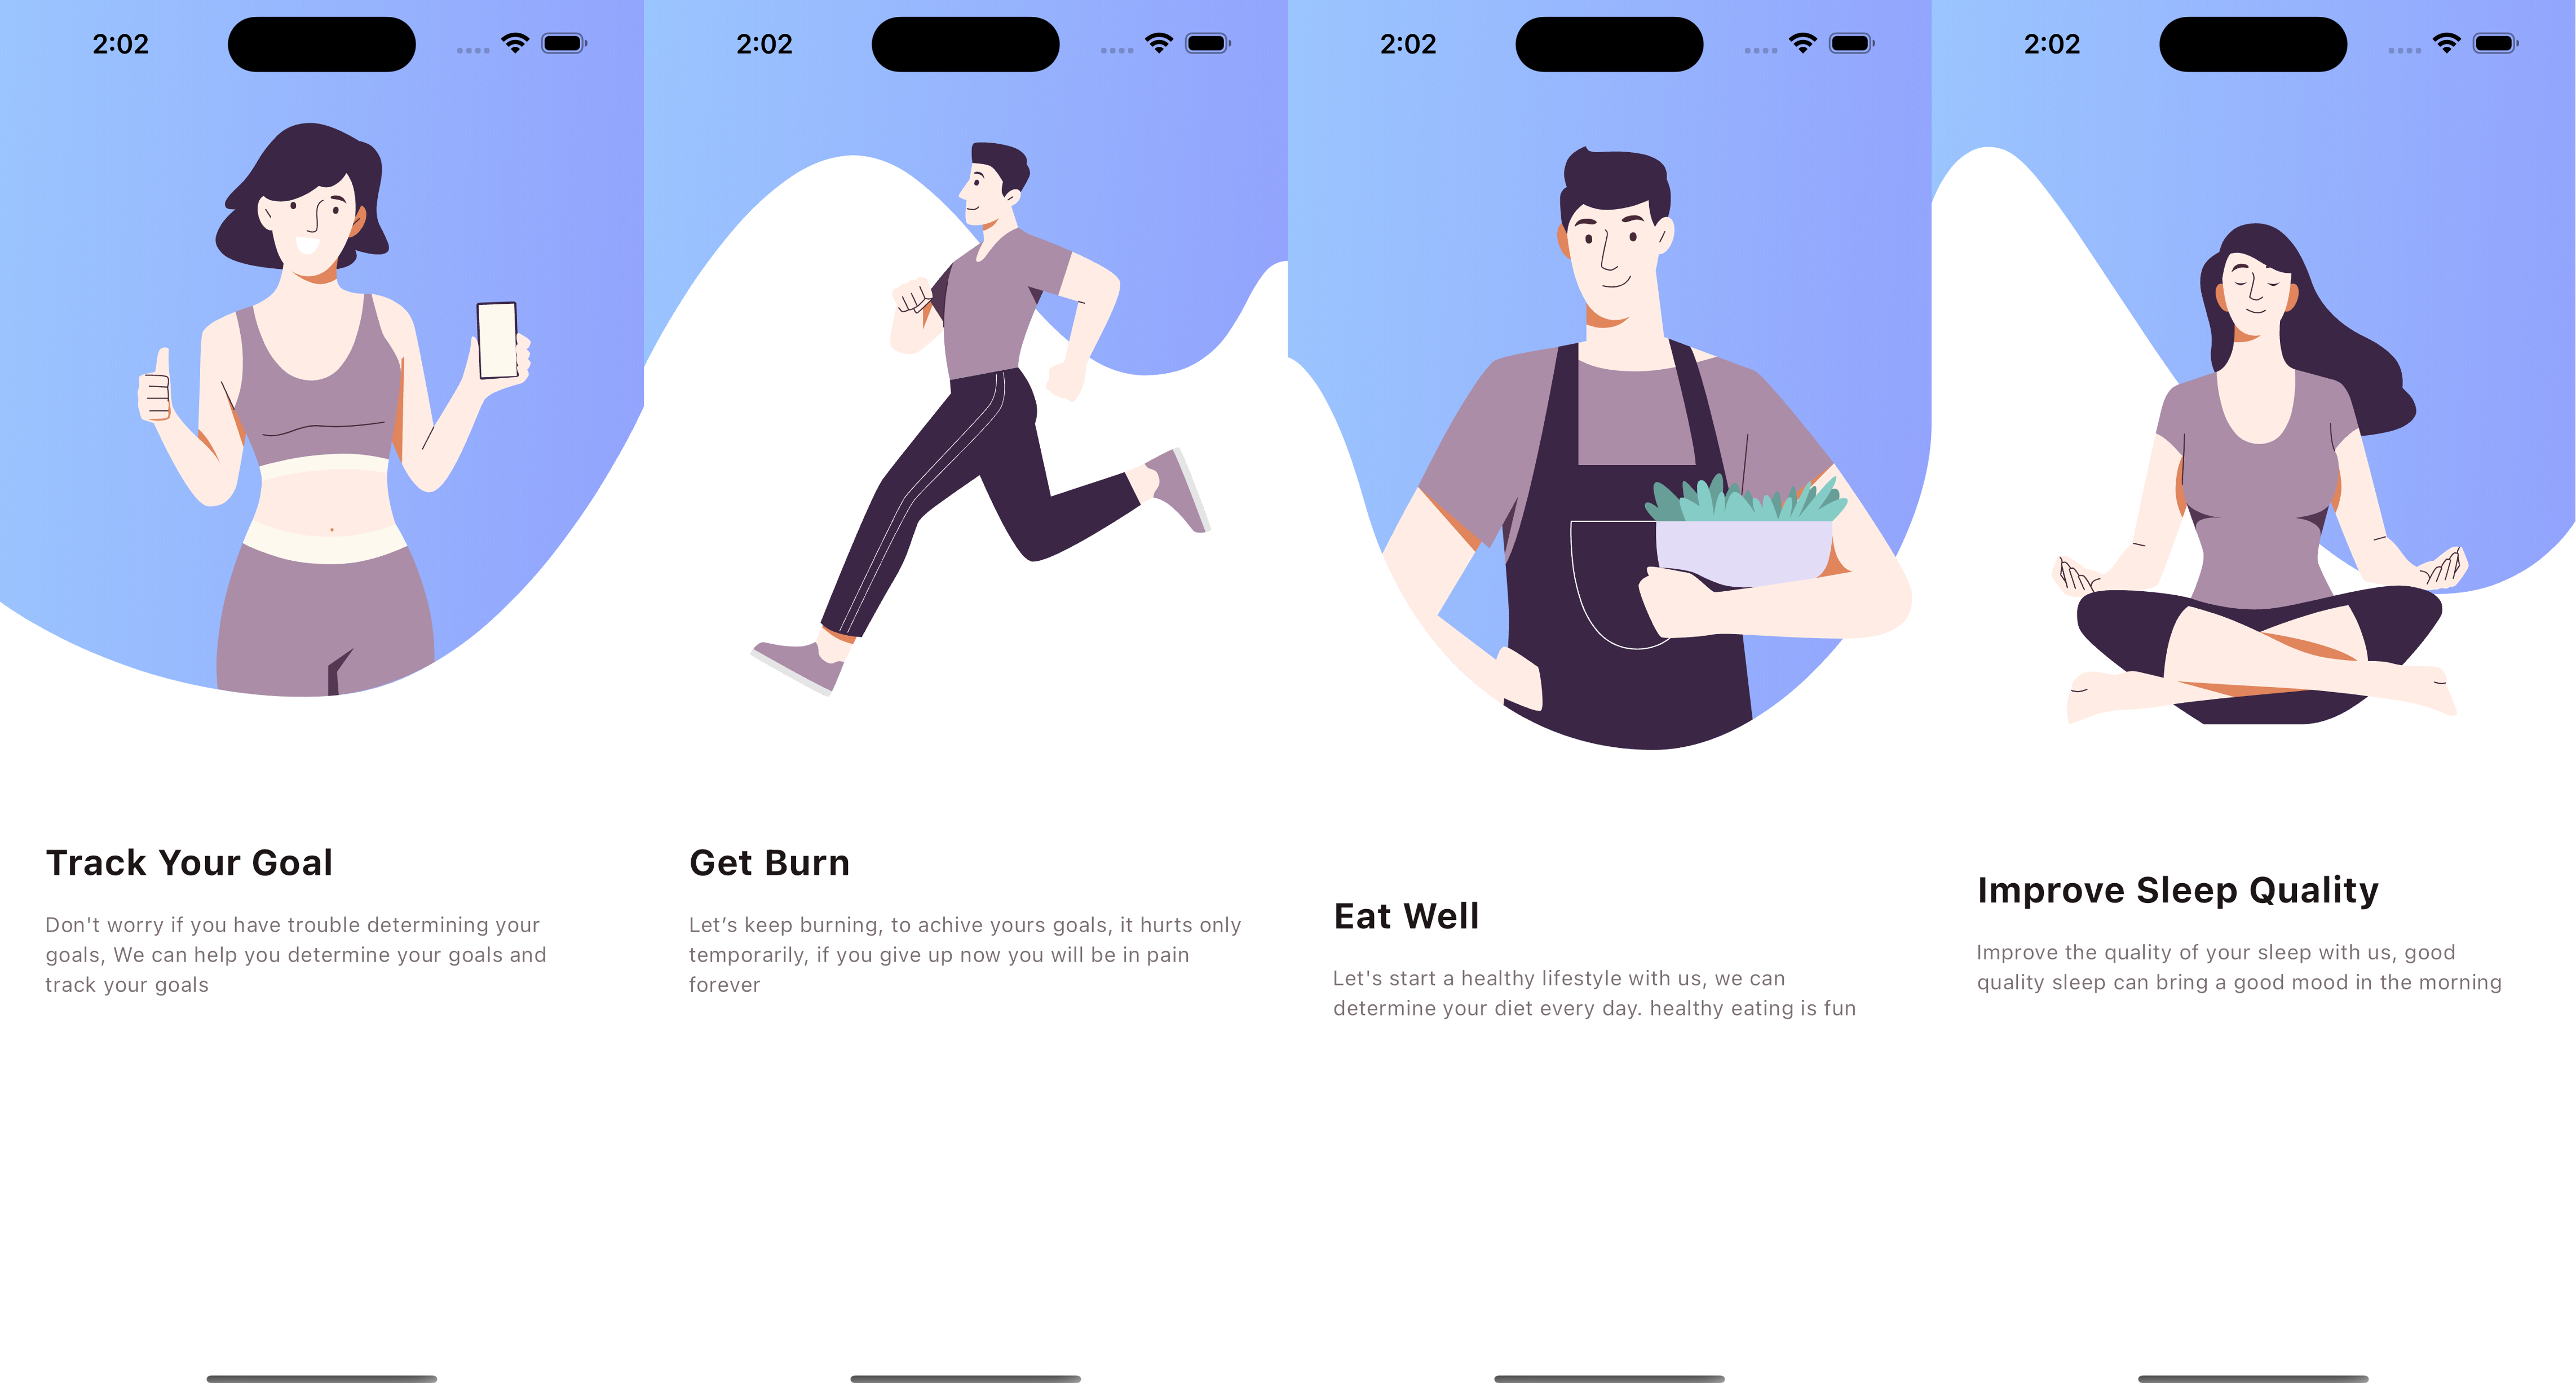 2:02
Track Your Goal
Don't worry if you have trouble determining your
goals, We can help you determine your goals and
track your goals
2:02
Get Burn
Let’s keep burning, to achive yours goals, it hurts only
temporarily, if you give up now you will be in pain
forever
2:02
Eat Well
Let's start a healthy lifestyle with us, we can
determine your diet every day. healthy eating is fun
2:02
Improve Sleep Quality
Improve the quality of your sleep with us, good
quality sleep can bring a good mood in the morning